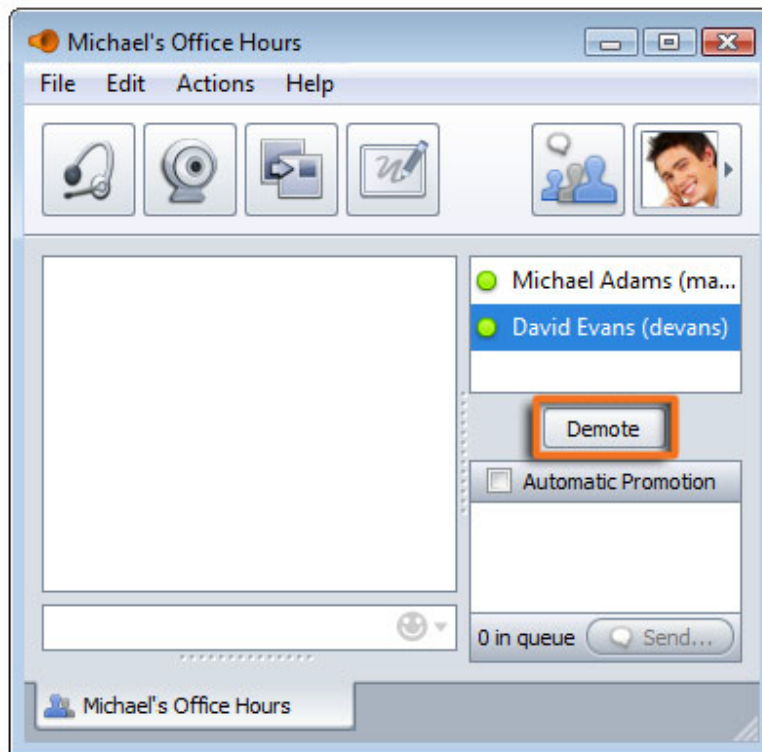 Michael's Office Hours
File Edit Actions Help
Michael Adams (ma...
David Evans (devans)
Demote
Automatic Promotion
0 in queue Send...
Michael's Office Hours